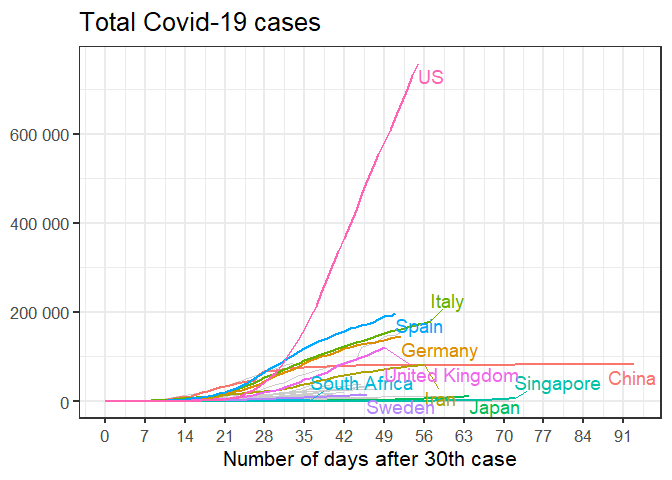 Total Covid-19 cases
US
600 000
400 000
Italy
200 000
Spain
Germany
United Kingdom
China
South Africa
Singapore
Iran
0
Sweden
Japan
0 7 14 21 28 35 42 49 56 63 70 77 84 91
Number of days after 30th case